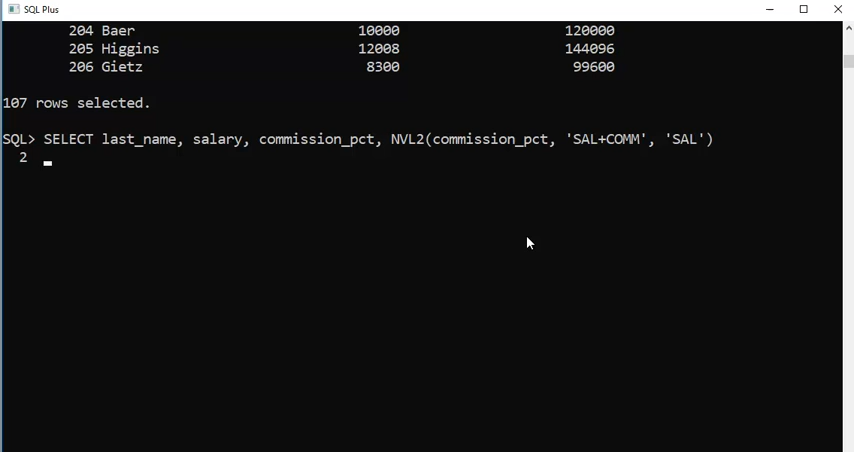 SQL Plus
204 Baer 10000 120000
205 Higgins 12008 144096
206 Gietz 8300 99600
107 rows selected.
SQL> SELECT last_name, salary, commission_pct, NVL2(commission_pct, 'SAL+COMM', 'SAL')
2